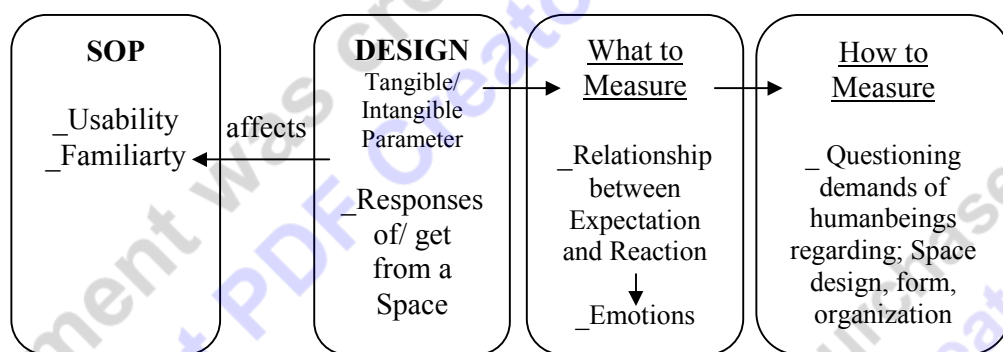 SOP
_Usability
_Familiarty
affects
DESIGN
Tangible/
Intangible
Parameter
_Responses
of/ get
from a
Space
What to
Measure
_Relationship
between
Expectation
and Reaction
_Emotions
How to
Measure
_ Questioning
demands of
humanbeings
regarding; Space
design, form,
organization